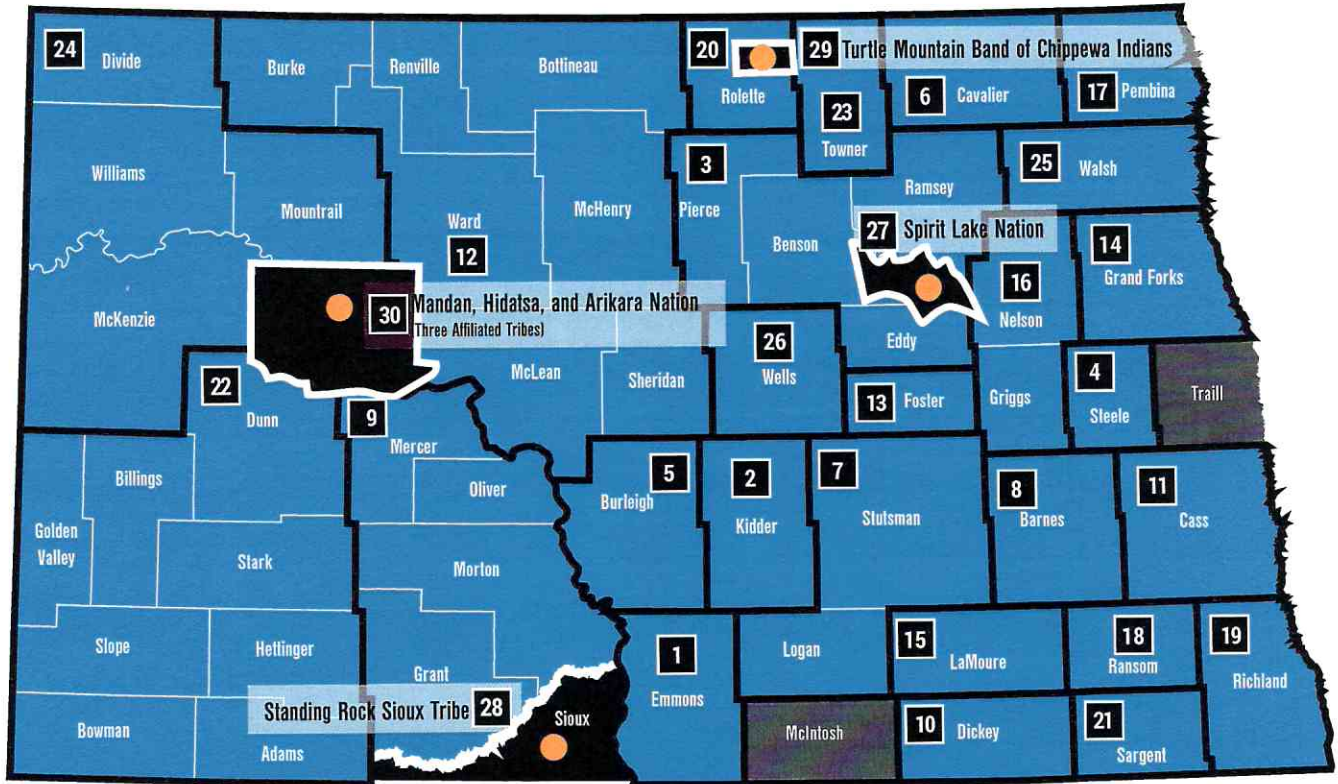 24
Divide
Burke
Renville
Bottineau
20
Rolette
29
Turtle Mountain Band of Chippewa Indians
23
Towner
6
Cavalier
17
Pembina
Williams
Mountrail
Ward
12
McHenry
3
Pierce
Benson
Ramsey
25
Walsh
27
Spirit Lake Nation
16
Nelson
14
Grand Forks
McKenzie
30
Mandan, Hidatsa, and Arikara Nation
(Three Affiliated Tribes)
22
Dunn
9
Mercer
McLean
Sheridan
26
Wells
Eddy
13
Foster
Griggs
4
Steele
Traill
Golden
Valley
Billings
Stark
Oliver
Morton
5
Burleigh
2
Kidder
7
Stutsman
8
Barnes
11
Cass
Slope
Hettinger
Grant
Bowman
Adams
Standing Rock Sioux Tribe
28
Sioux
1
Emmons
Logan
McIntosh
15
LaMoure
10
Dickey
18
Ransom
21
Sargent
19
Richland